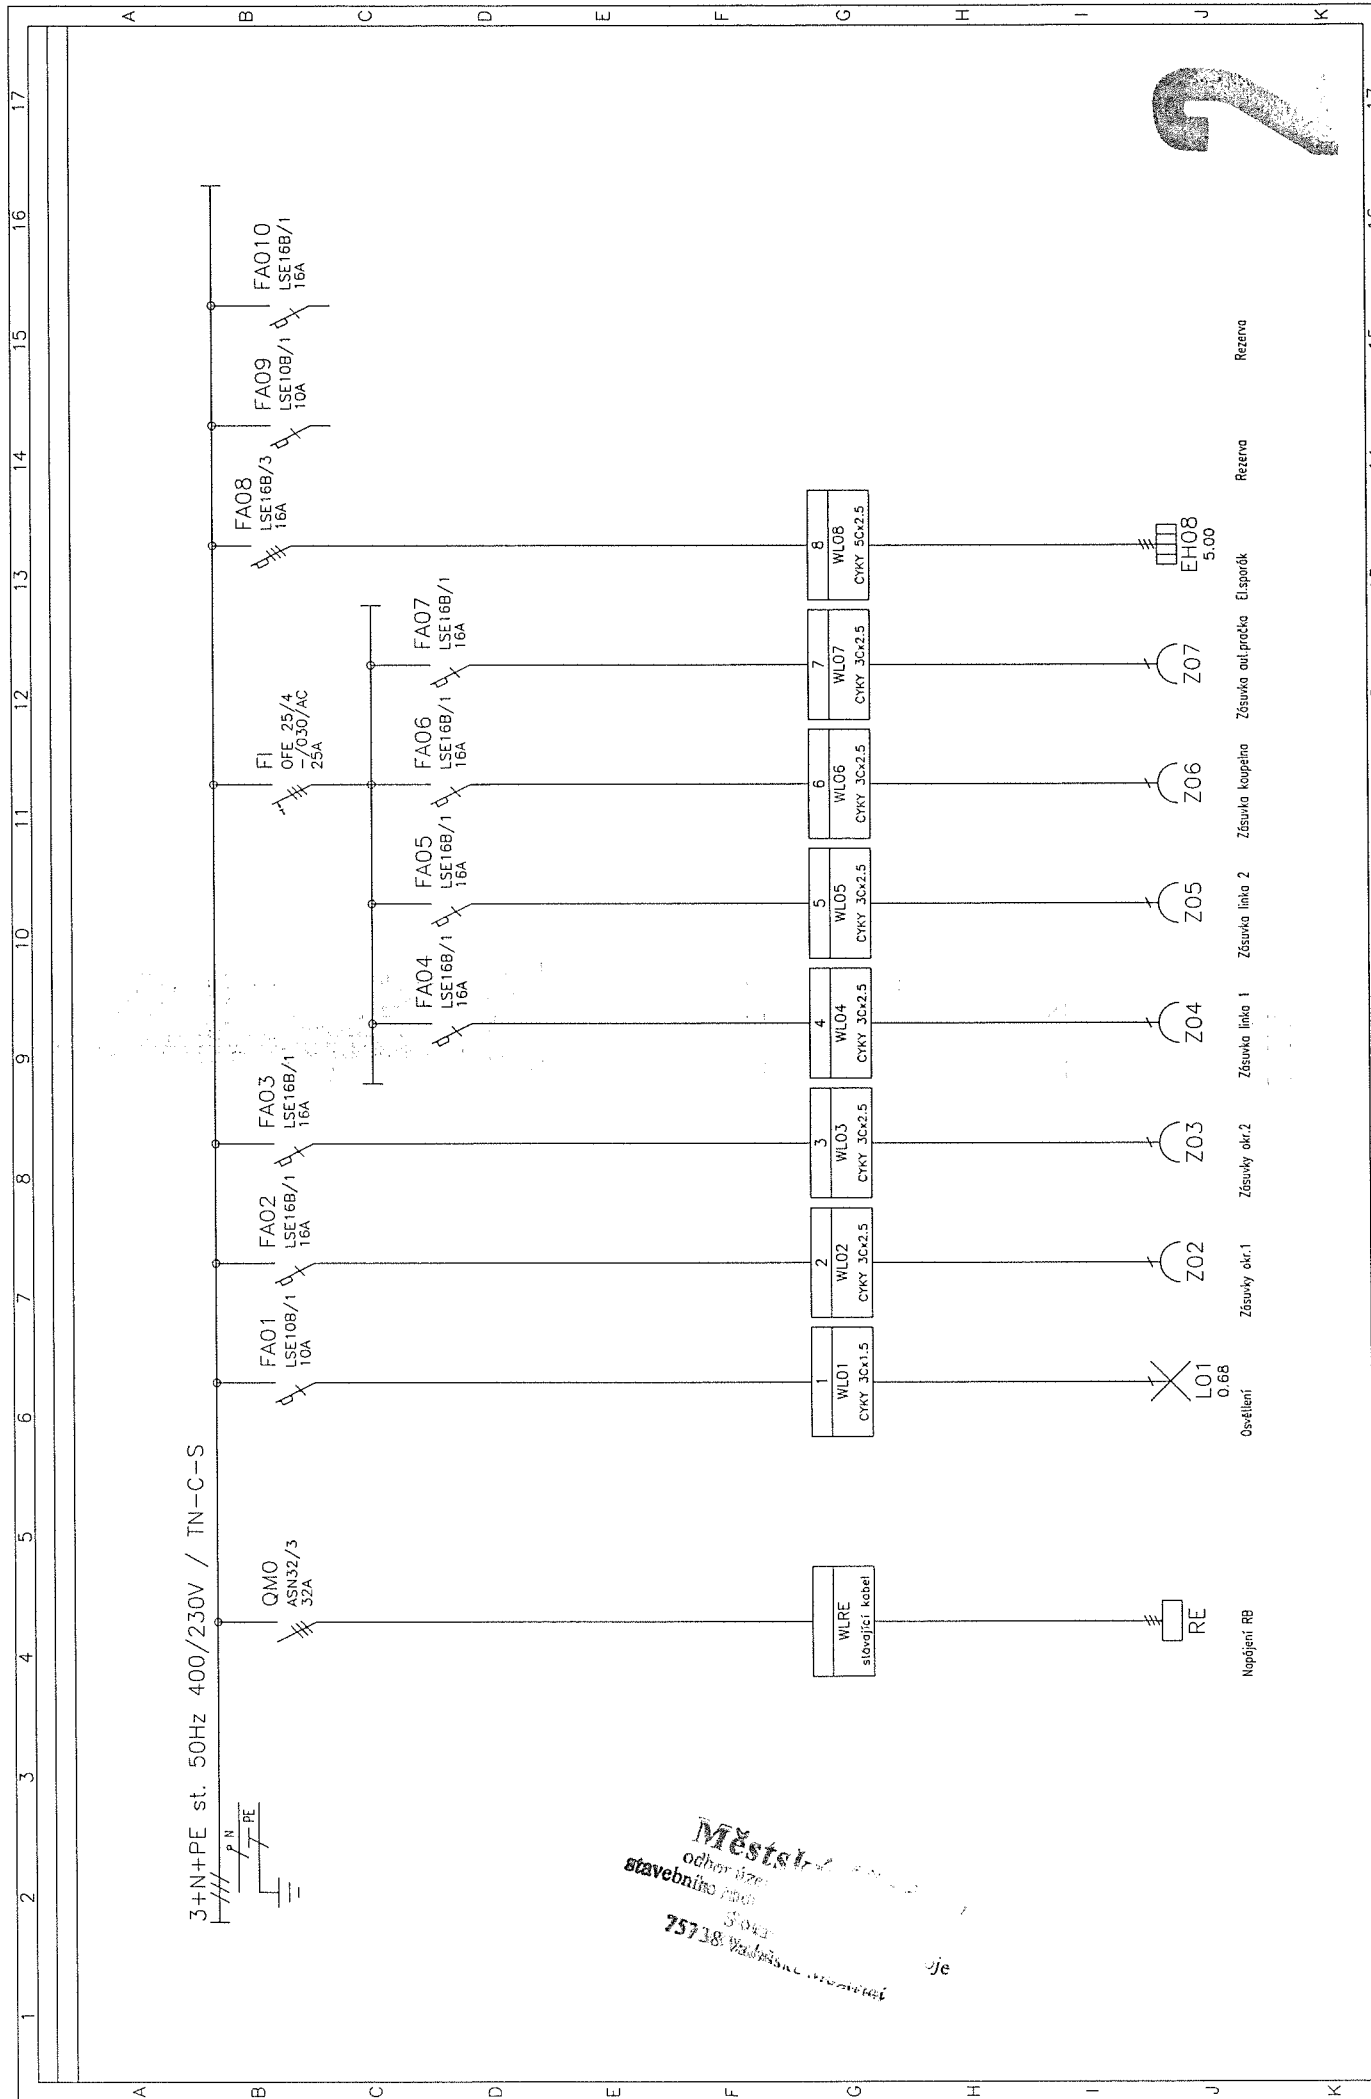 1 2 3 4 5 6 7 8 9 10 11 12 13 14 15 16 17
A
B
C
D
E
F
G
H
I
J
K
3+N+PE st. 50Hz 400/230V / TN-C-S
N
PE
QM0
ASN32/3
32A
FA01
LSE10B/1
10A
FA02
LSE16B/1
16A
FA03
LSE16B/1
16A
FI
OFE 25/4
-/030/AC
25A
FA08
LSE16B/3
16A
FA09
LSE10B/1
10A
FA010
LSE16B/1
16A
FA04
LSE16B/1
16A
FA05
LSE16B/1
16A
FA06
LSE16B/1
16A
FA07
LSE16B/1
16A
WLRE
stávající kabel
1
WL01
CYKY 3Cx1.5
2
WL02
CYKY 3Cx2.5
3
WL03
CYKY 3Cx2.5
4
WL04
CYKY 3Cx2.5
5
WL05
CYKY 3Cx2.5
6
WL06
CYKY 3Cx2.5
7
WL07
CYKY 3Cx2.5
8
WL08
CYKY 5Cx2.5
RE
L01
0.68
Z02
Z03
Z04
Z05
Z06
Z07
EH08
5.00
Napájení RB
Osvětlení
Zásuvky okr.1
Zásuvky okr.2
Zásuvka linka 1
Zásuvka linka 2
Zásuvka koupelna
Zásuvka aut.pračka
El.sporák
Rezerva
Rezerva
odbor
stavebního
75738
2
A
B
C
D
E
F
G
H
I
J
K